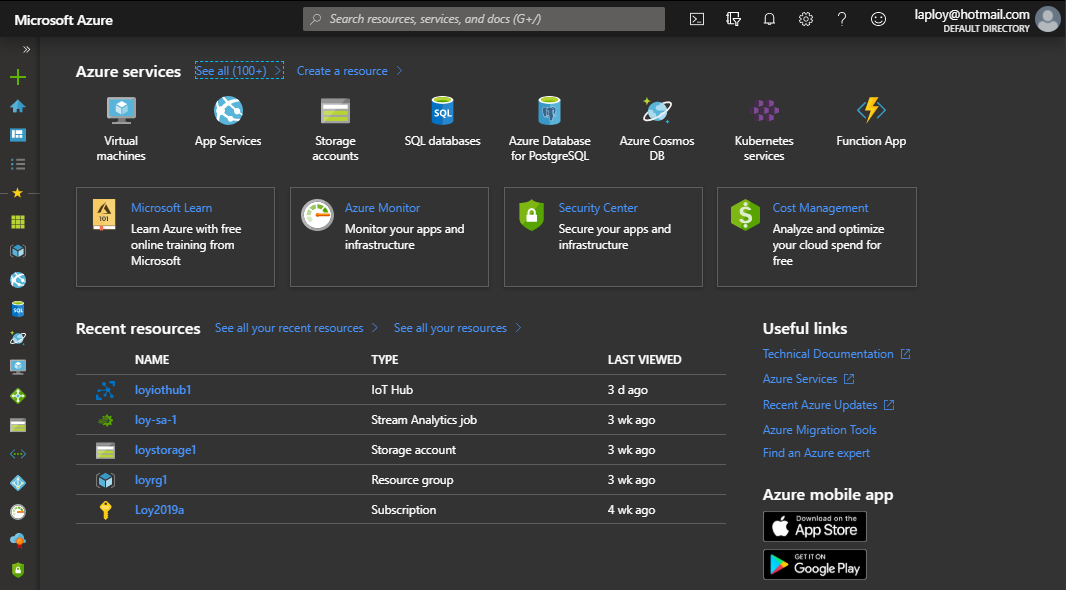 Microsoft Azure
Search resources, services, and docs (G+/)
laploy@hotmail.com
DEFAULT DIRECTORY
Azure services
See all (100+)
Create a resource
Virtual
machines
App Services
Storage
accounts
SQL
SQL databases
Azure Database
for PostgreSQL
Azure Cosmos
DB
Kubernetes
services
Function App
101
Microsoft Learn
Learn Azure with free
online training from
Microsoft
Azure Monitor
Monitor your apps and
infrastructure
Security Center
Secure your apps and
infrastructure
$
Cost Management
Analyze and optimize
your cloud spend for
free
Recent resources
See all your recent resources
See all your resources
NAME TYPE LAST VIEWED
loyiothub1 IoT Hub 3 d ago
loy-sa-1 Stream Analytics job 3 wk ago
loystorage1 Storage account 3 wk ago
loyrg1 Resource group 3 wk ago
Loy2019a Subscription 4 wk ago
Useful links
Technical Documentation
Azure Services
Recent Azure Updates
Azure Migration Tools
Find an Azure expert
Azure mobile app
Download on the
App Store
GET IT ON
Google Play